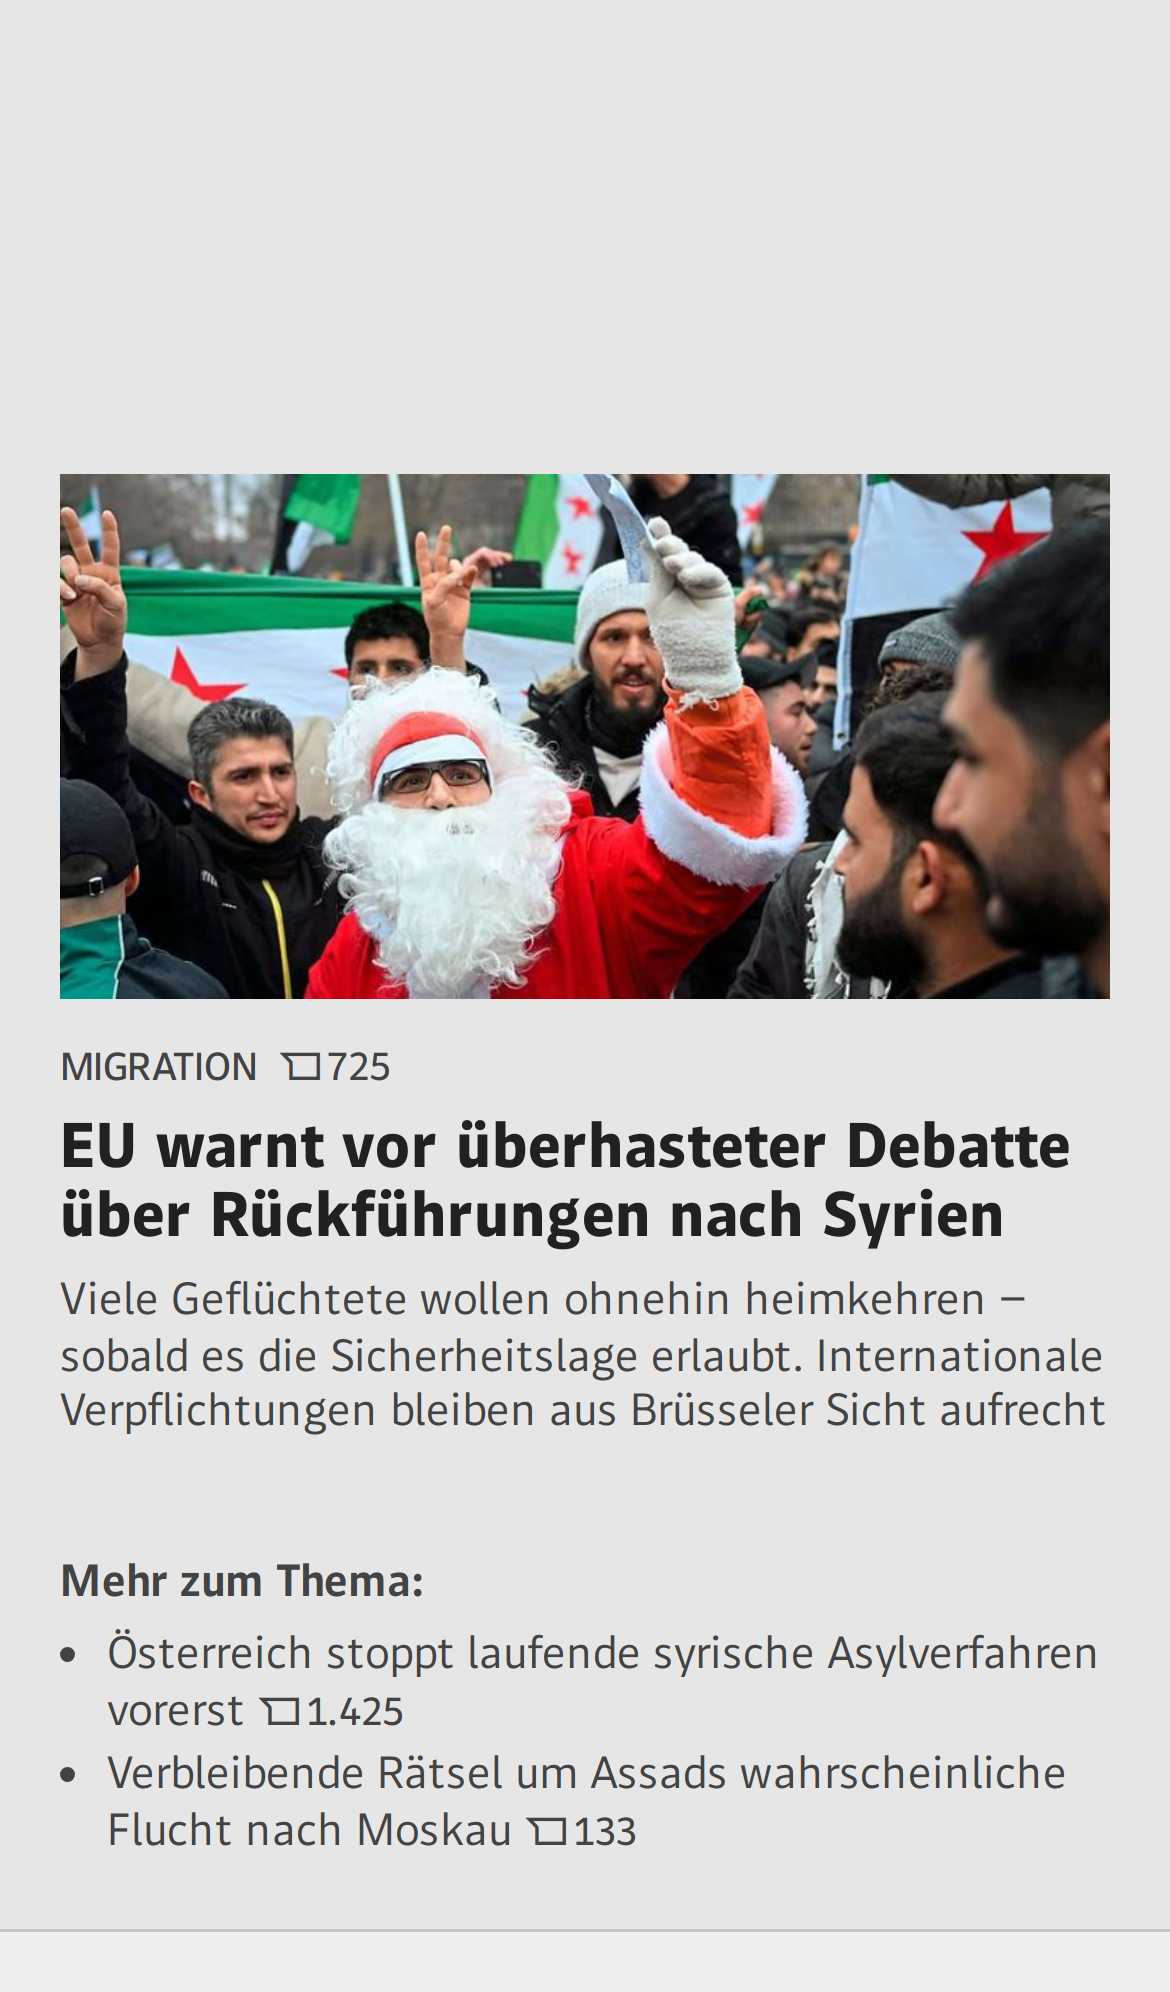 MIGRATION 725
EU warnt vor überhasteter Debatte
über Rückführungen nach Syrien
Viele Geflüchtete wollen ohnehin heimkehren –
sobald es die Sicherheitslage erlaubt. Internationale
Verpflichtungen bleiben aus Brüsseler Sicht aufrecht
Mehr zum Thema:
• Österreich stoppt laufende syrische Asylverfahren
vorerst 1.425
• Verbleibende Rätsel um Assads wahrscheinliche
Flucht nach Moskau 133